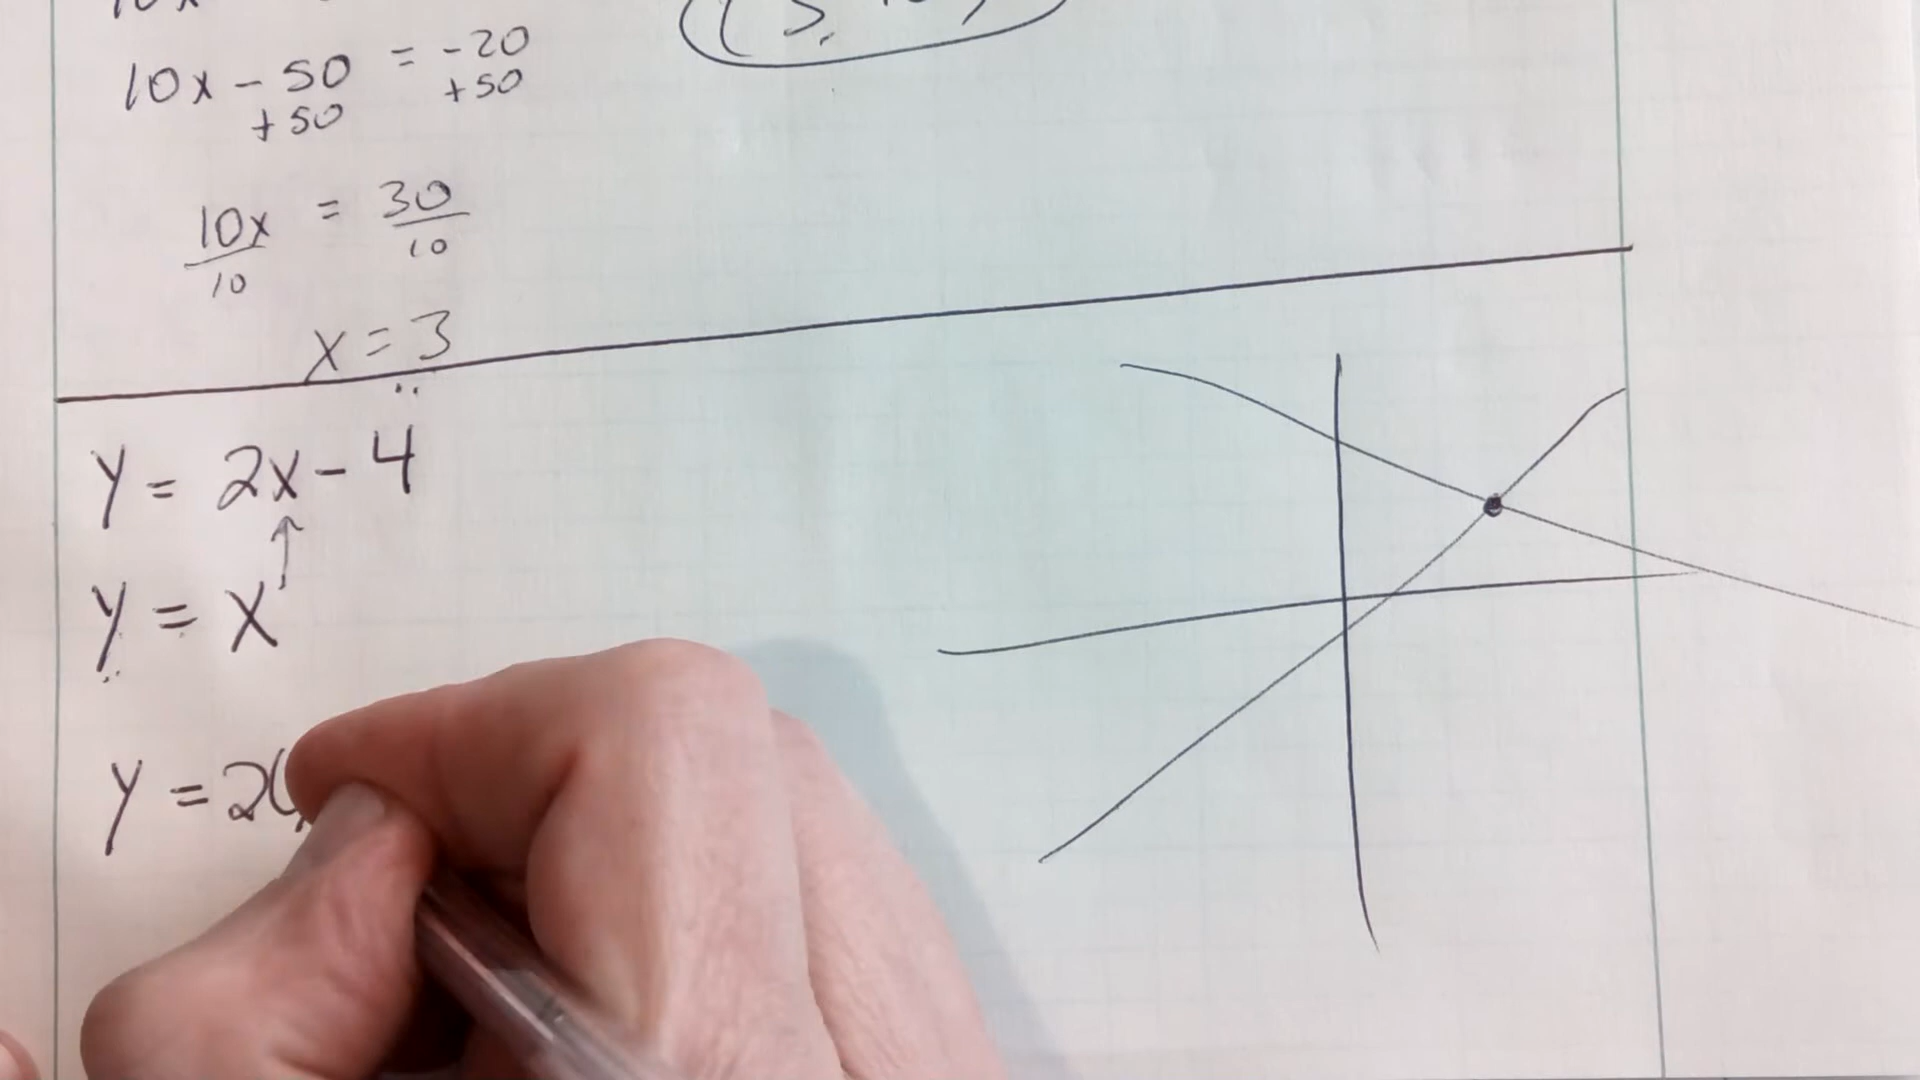 10x - 50 = -20
+50 +50
10x = 30
10 10
x = 3
y = 2x - 4
y = x
y = 2(